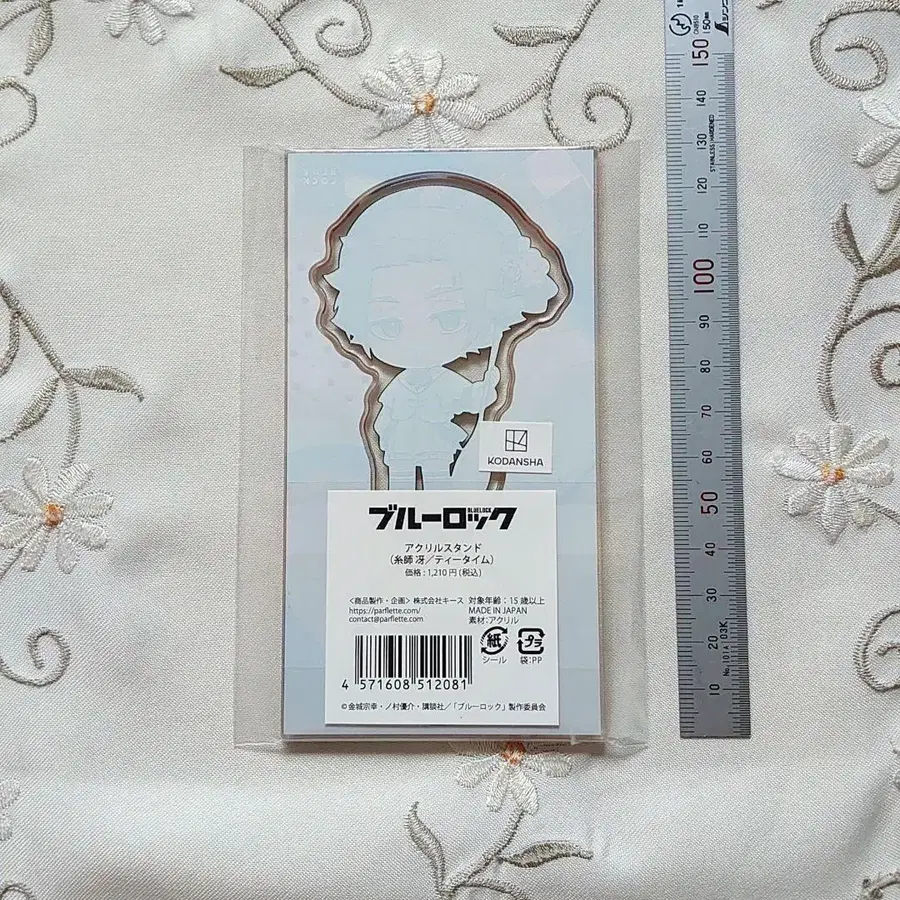 KODANSHA
ブルーロック
BLUELOCK
アクリルスタンド
(糸師 冴／ティータイム)
価格 : 1,210 円 (税込)
<商品製作・企画> 株式会社キース 対象年齢 : 15 歳以上
https://parflette.com/ MADE IN JAPAN
contact@parflette.com 素材:アクリル
紙 プラ
シール 袋:PP
4 571608 512081
© 金城宗幸・ノ村優介・講談社／「ブルーロック」製作委員会
150
140
130
120
110
100
90
80
70
60
50
40
30
20
10
STAINLESS HARDENED